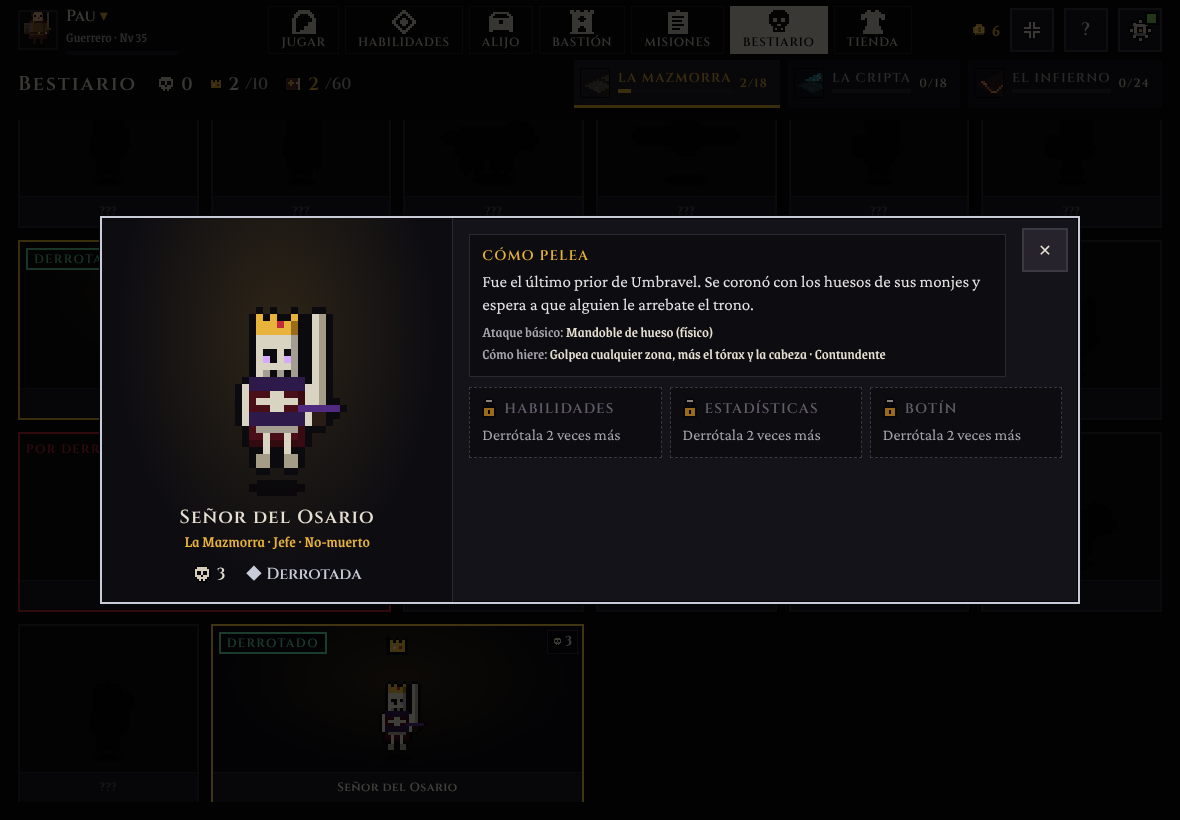 Pau ▼
Guerrero · Nv 35
JUGAR
HABILIDADES
ALIJO
BASTIÓN
MISIONES
BESTIARIO
TIENDA
6
?
Bestiario
0
2 /10
2 /60
La Mazmorra 2/18
La Cripta 0/18
El Infierno 0/24
???
???
???
???
???
???
DERROTA
CÓMO PELEA
Fue el último prior de Umbravel. Se coronó con los huesos de sus monjes y
espera a que alguien le arrebate el trono.
Ataque básico: Mandoble de hueso (físico)
Cómo hiere: Golpea cualquier zona, más el tórax y la cabeza · Contundente
×
HABILIDADES
Derrótala 2 veces más
ESTADÍSTICAS
Derrótala 2 veces más
BOTÍN
Derrótala 2 veces más
POR DERR
Señor del Osario
La Mazmorra · Jefe · No-muerto
3
Derrotada
DERROTADO
3
???
Señor del Osario